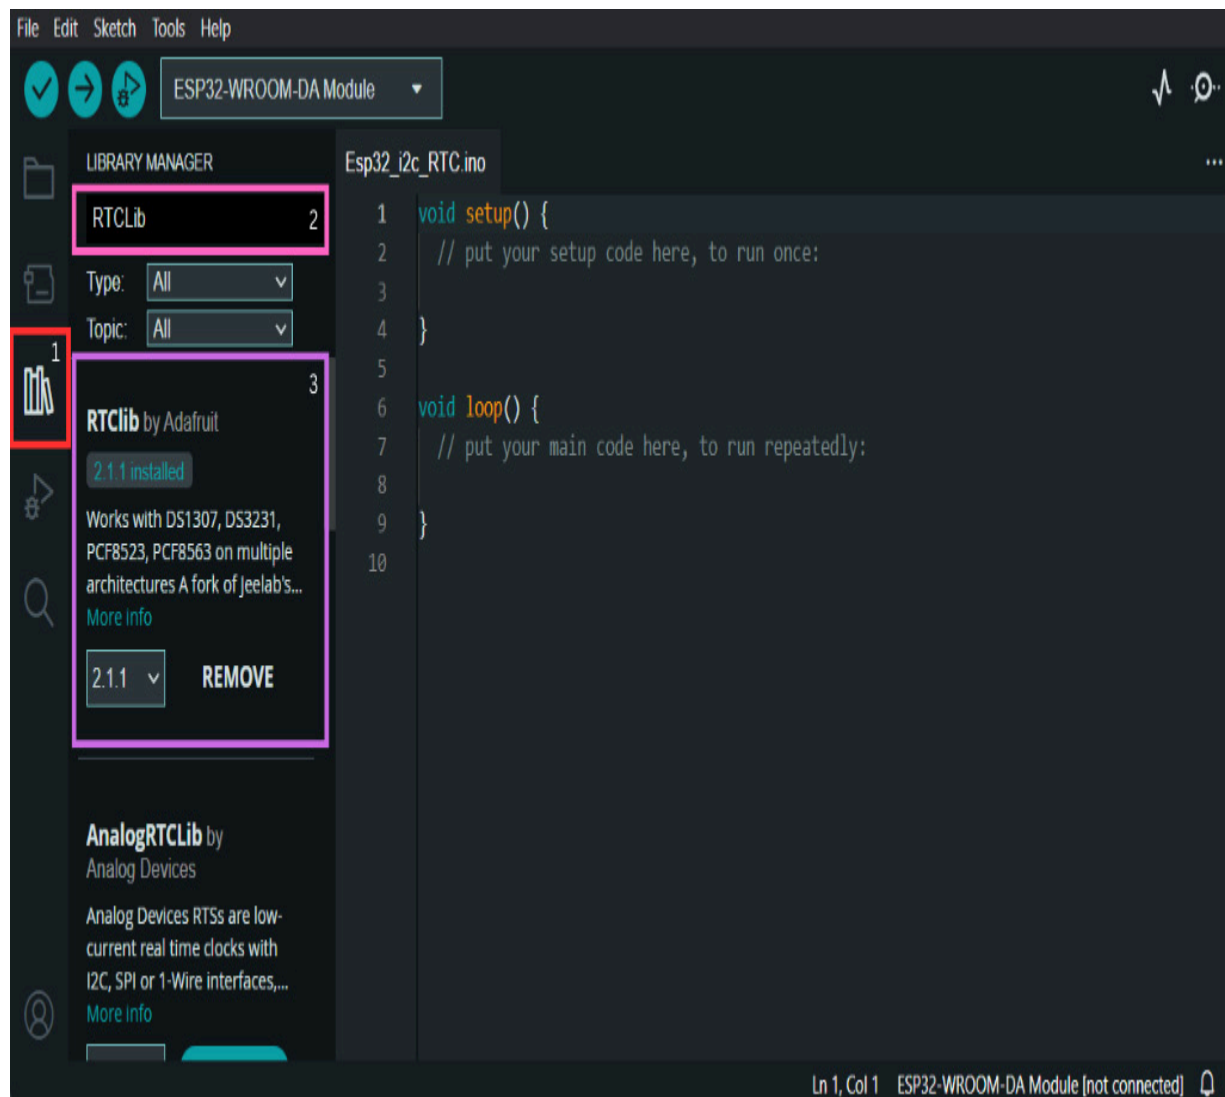 File Edit Sketch Tools Help
ESP32-WROOM-DA Module
LIBRARY MANAGER
RTCLib 2
Type: All
Topic: All
1
3
RTClib by Adafruit
2.1.1 installed
Works with DS1307, DS3231,
PCF8523, PCF8563 on multiple
architectures A fork of Jeelab's...
More info
2.1.1 REMOVE
AnalogRTCLib by
Analog Devices
Analog Devices RTSs are low-
current real time clocks with
I2C, SPI or 1-Wire interfaces,...
More info
Esp32_i2c_RTC.ino
1 void setup() {
2 // put your setup code here, to run once:
3
4 }
5
6 void loop() {
7 // put your main code here, to run repeatedly:
8
9 }
10
Ln 1, Col 1 ESP32-WROOM-DA Module [not connected]